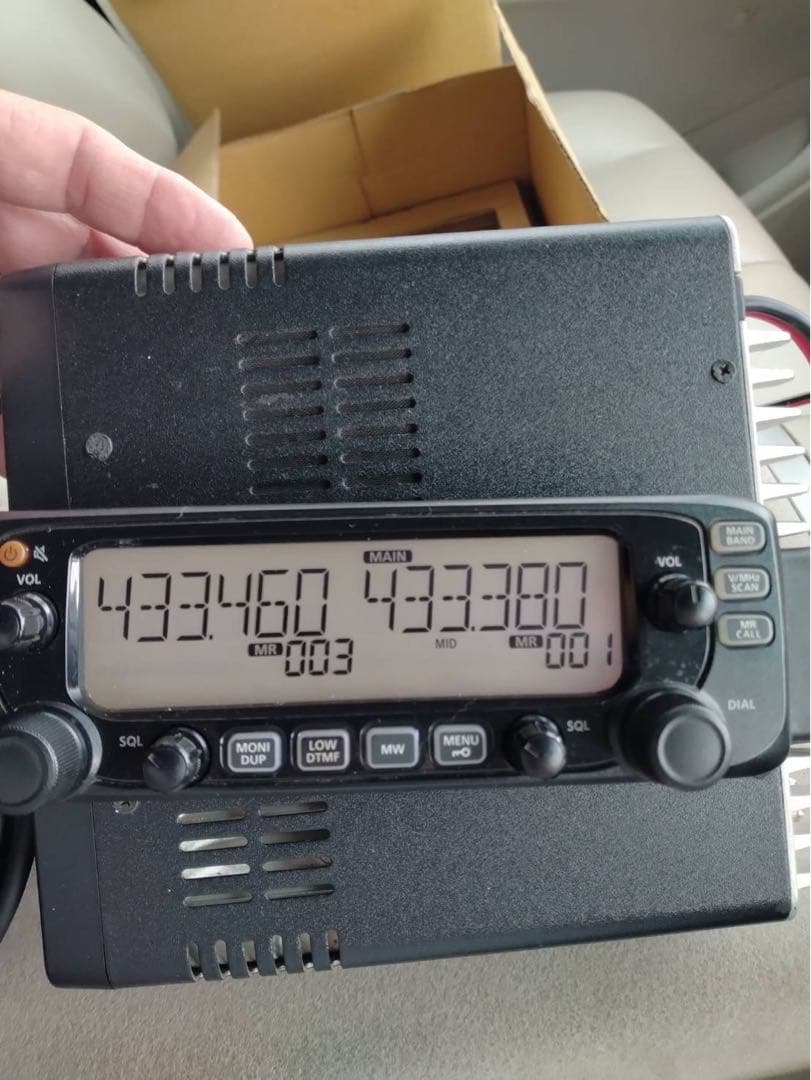 MAIN BAND
VOL
VOL
MAIN
433.460
433.380
V/MHz SCAN
MR 003
MID
MR 001
MR CALL
DIAL
SQL
MONI DUP
LOW DTMF
MW
MENU
SQL